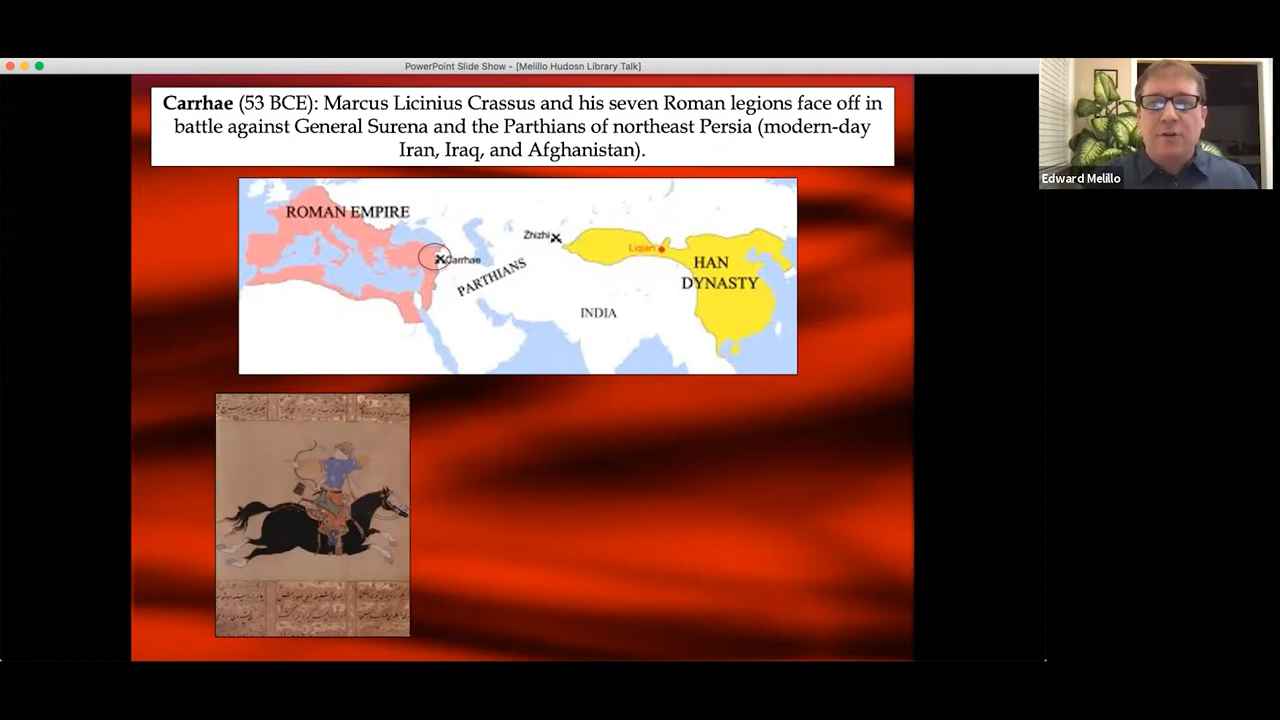 PowerPoint Slide Show - [Melillo Hudosn Library Talk]
Carrhae (53 BCE): Marcus Licinius Crassus and his seven Roman legions face off in
battle against General Surena and the Parthians of northeast Persia (modern-day
Iran, Iraq, and Afghanistan).
ROMAN EMPIRE
Carrhae
PARTHIANS
Zhizhi
Liqian
HAN
DYNASTY
INDIA
Edward Melillo